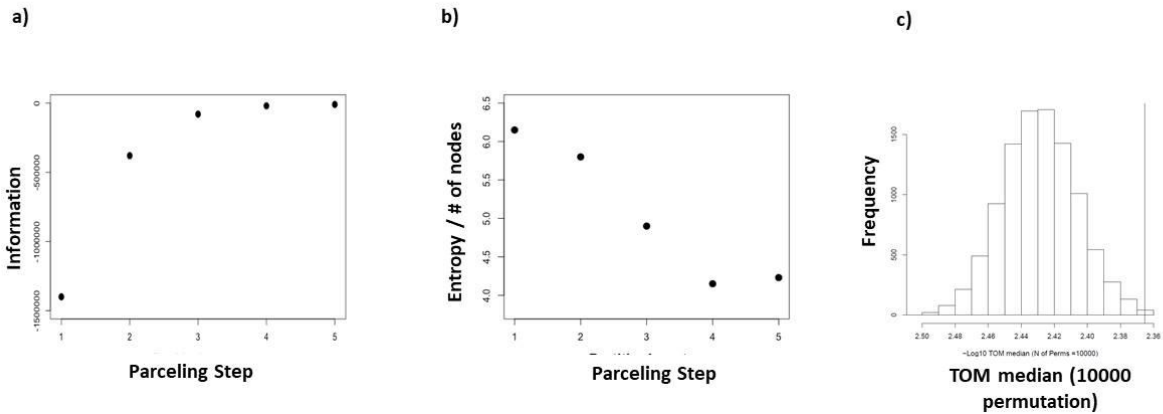 a)
b)
c)
Information
0
1 2 3 4 5
Parceling Step
Entropy / # of nodes
6.5
6.0
5.5
5.0
4.5
4.0
1 2 3 4 5
Parceling Step
Frequency
1500
1000
500
0
2.50 2.48 2.46 2.44 2.42 2.40 2.38 2.36
-Log10 TOM median (N of Perms =10000)
TOM median (10000
permutation)